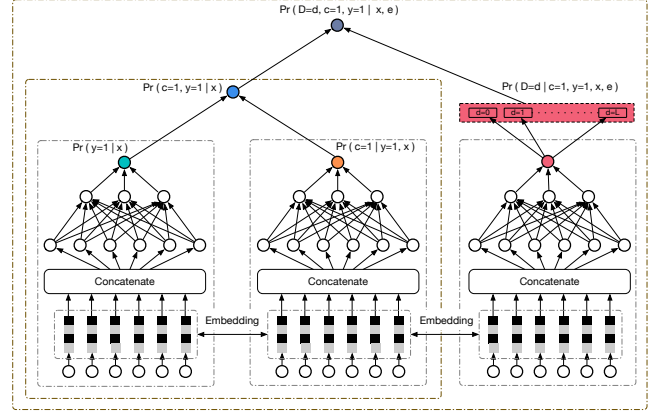 Pr ( D=d, c=1, y=1 | x, e )
Pr ( c=1, y=1 | x )
Pr ( D=d | c=1, y=1, x, e )
d=0 d=1 d=L
Pr ( y=1 | x )
Pr ( c=1 | y=1, x )
Concatenate Concatenate Concatenate
Embedding Embedding